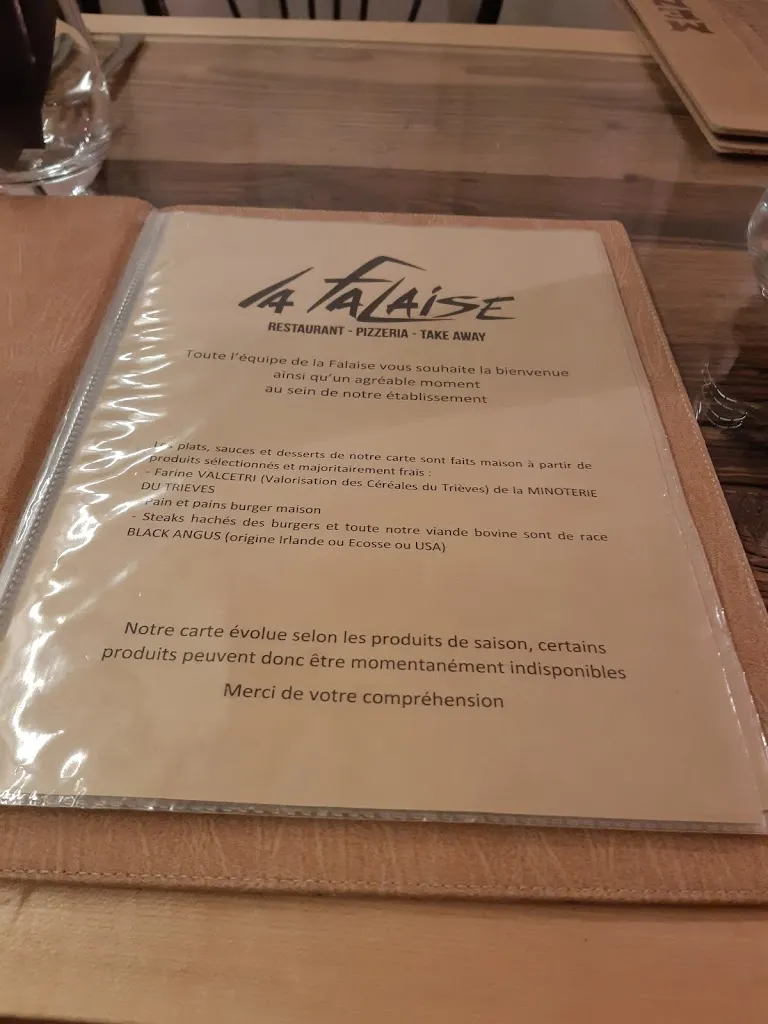 LA FALAISE
RESTAURANT - PIZZERIA - TAKE AWAY
Toute l'équipe de la Falaise vous souhaite la bienvenue
ainsi qu'un agréable moment
au sein de notre établissement
Les plats, sauces et desserts de notre carte sont faits maison à partir de
produits sélectionnés et majoritairement frais :
- Farine VALCETRI (Valorisation des Céréales du Trièves) de la MINOTERIE
DU TRIEVES
- Pain et pains burger maison
- Steaks hachés des burgers et toute notre viande bovine sont de race
BLACK ANGUS (origine Irlande ou Ecosse ou USA)
Notre carte évolue selon les produits de saison, certains
produits peuvent donc être momentanément indisponibles
Merci de votre compréhension